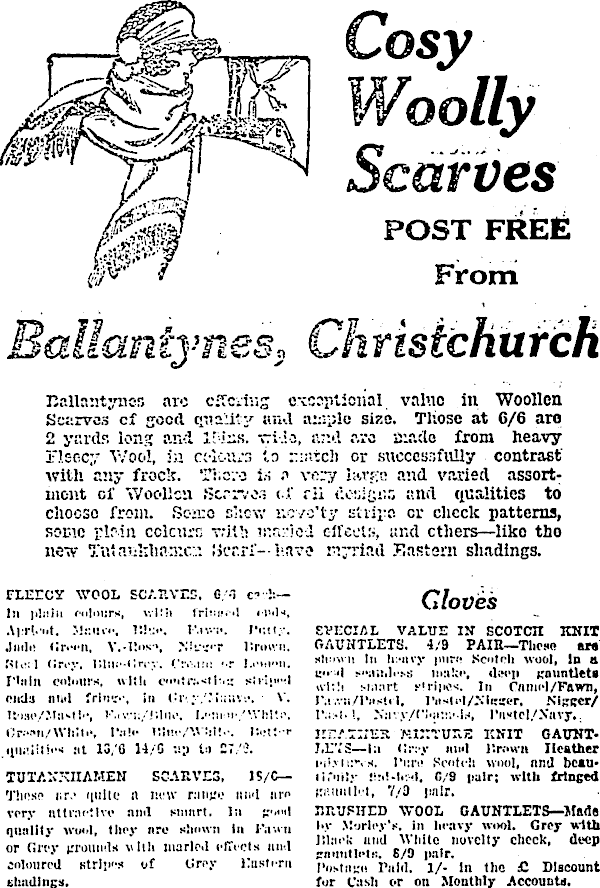 Cosy
Woolly
Scarves
POST FREE
From
Ballantynes, Christchurch
Ballantynes are offering exceptional value in Woollen
Scarves of good quality and ample size. Those at 6/6 are
2 yards long and wide, and are made from heavy
Fleecy Wool, in colours to match or successfully contrast
with any frock. There is a very large and varied assort-
ment of Woollen Scarves of all designs and qualities to
choose from. Some show novelty stripe or check patterns,
some plain colours with marled effects, and others—like the
new Tutankhamen Scarf—have myriad Eastern shadings.
FLEECY WOOL SCARVES, 6/6 each—
In plain colours, with fringed ends,
Apricot, Mauve, Blue, Fawn, Putty,
Jade Green, V.-Rose, Nigger Brown,
Steel Grey, Blue-Grey, Cream or Lemon.
Plain colours, with contrasting striped
ends and fringe, in Grey/Mauve, V.
Rose/Mastic, Fawn/Blue, Lemon/White,
Green/White, Pale Blue/White. Better
qualities at 13/6 14/6 up to
TUTANKHAMEN SCARVES,
These are quite a new range and are
very attractive and smart. In good
quality wool, they are shown in Fawn
or Grey grounds with marled effects and
coloured stripes of Grey Eastern
shadings.
Gloves
SPECIAL VALUE IN SCOTCH KNIT
GAUNTLETS, 4/9 PAIR—These are
shown in heavy pure Scotch wool, in a
good seamless make, deep gauntlets
with smart stripes. In Camel/Fawn,
Fawn/Pastel, Pastel/Nigger, Nigger/
Pastel, Navy/ Pastel/Navy.
HEATHER MIXTURE KNIT GAUNT-
LETS—In Grey and Brown Heather
mixtures. Pure Scotch wool, and beau-
tifully finished, 6/9 pair; with fringed
gauntlet, 7/9 pair.
BRUSHED WOOL GAUNTLETS—Made
by Morley's, in heavy wool. Grey with
Black and White novelty check, deep
gauntlets, 8/9 pair.
Postage Paid. 1/- in the £ Discount
for Cash or on Monthly Accounts.